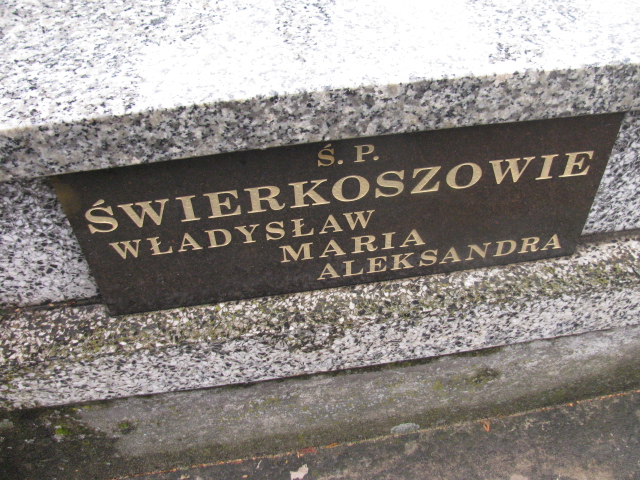 Ś. P.
ŚWIERKOSZOWIE
WŁADYSŁAW
MARIA
ALEKSANDRA